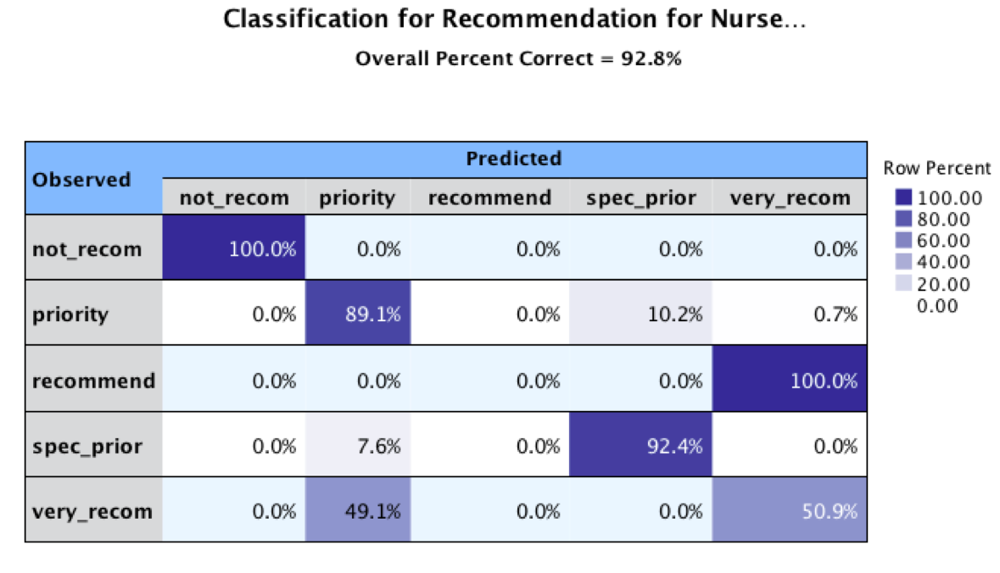 Classification for Recommendation for Nurse...
Overall Percent Correct = 92.8%
Observed Predicted
not_recom priority recommend spec_prior very_recom
not_recom 100.0% 0.0% 0.0% 0.0% 0.0%
priority 0.0% 89.1% 0.0% 10.2% 0.7%
recommend 0.0% 0.0% 0.0% 0.0% 100.0%
spec_prior 0.0% 7.6% 0.0% 92.4% 0.0%
very_recom 0.0% 49.1% 0.0% 0.0% 50.9%
Row Percent
100.00
80.00
60.00
40.00
20.00
0.00